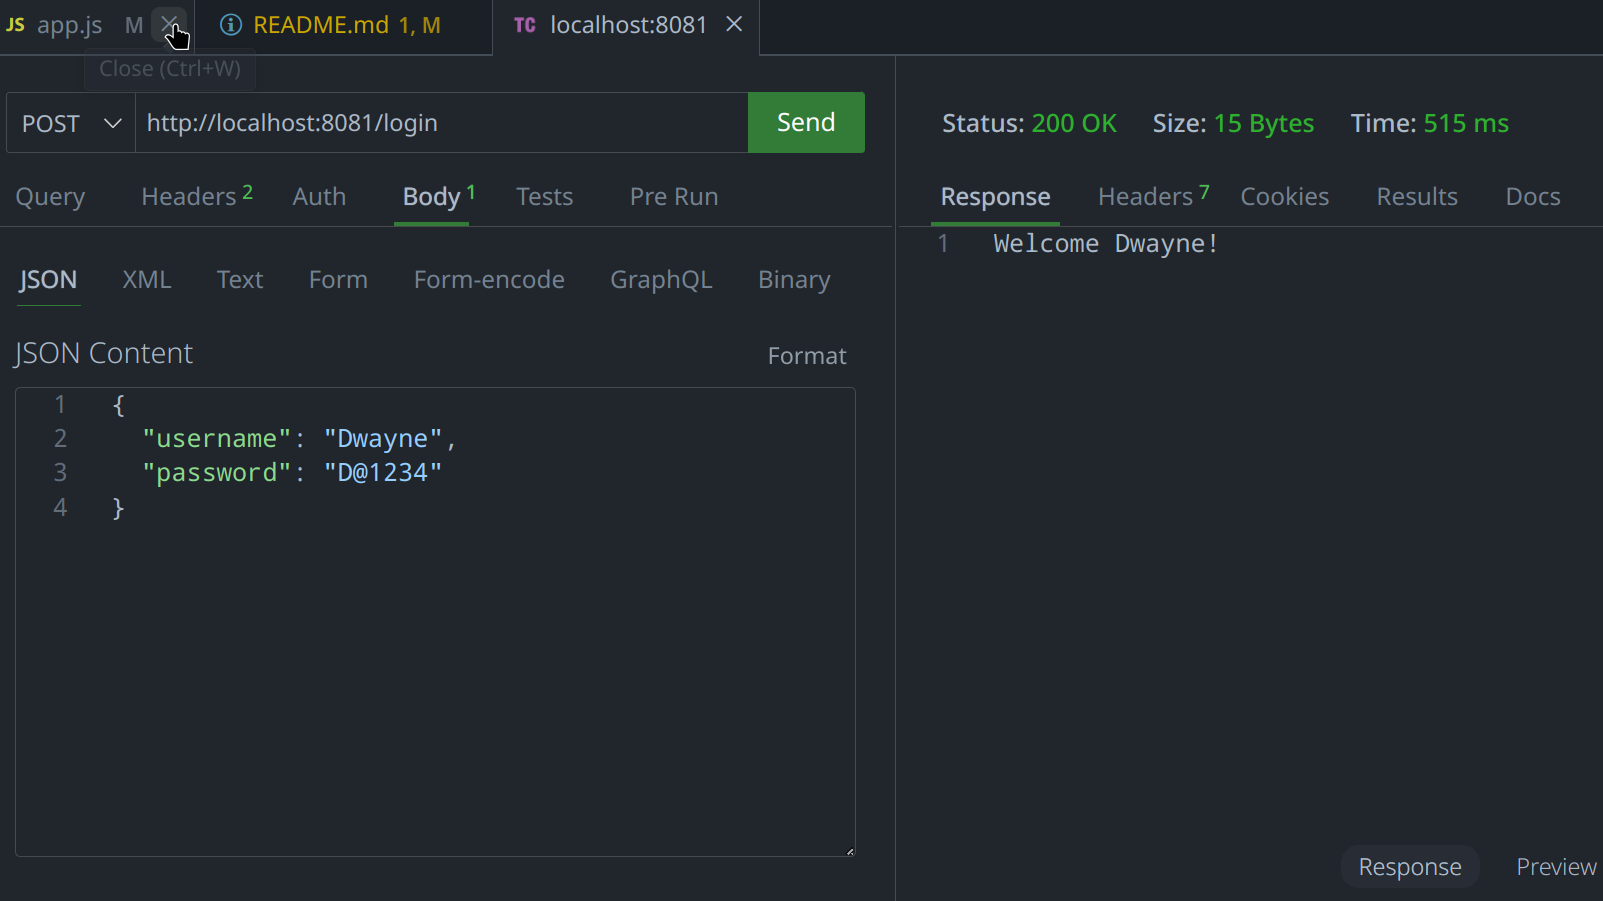 JS app.js M
README.md 1, M
TC localhost:8081
Close (Ctrl+W)
POST http://localhost:8081/login Send
Query Headers 2 Auth Body 1 Tests Pre Run
JSON XML Text Form Form-encode GraphQL Binary
JSON Content
Format
1 {
2 "username": "Dwayne",
3 "password": "D@1234"
4 }
Status: 200 OK Size: 15 Bytes Time: 515 ms
Response Headers 7 Cookies Results Docs
1 Welcome Dwayne!
Response Preview